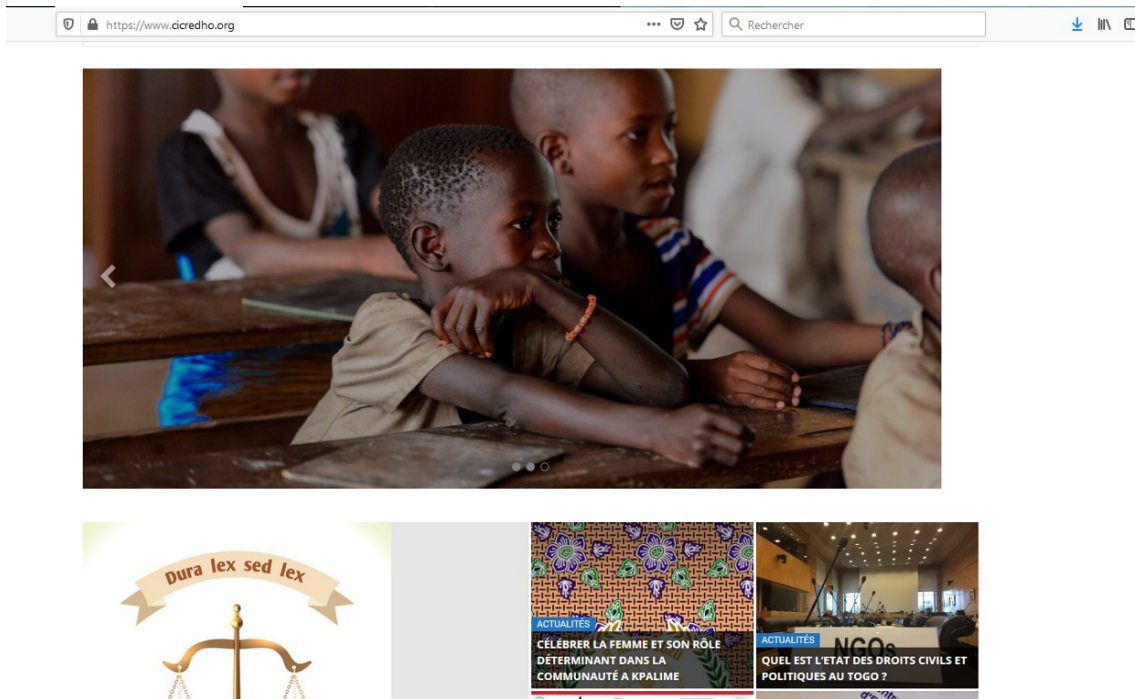 https://www.cicredho.org
Rechercher
Dura lex sed lex
ACTUALITÉS
CÉLÉBRER LA FEMME ET SON RÔLE
DÉTERMINANT DANS LA
COMMUNAUTÉ A KPALIME
NGOs
ACTUALITÉS
QUEL EST L'ETAT DES DROITS CIVILS ET
POLITIQUES AU TOGO ?